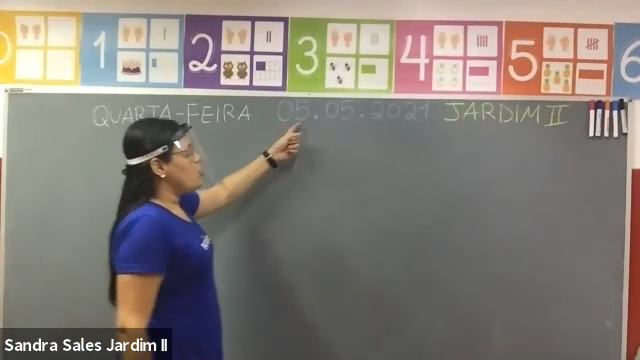 0 1 2 3 4 5 6
QUARTA-FEIRA 05.05.2021 JARDIM II
Sandra Sales Jardim II